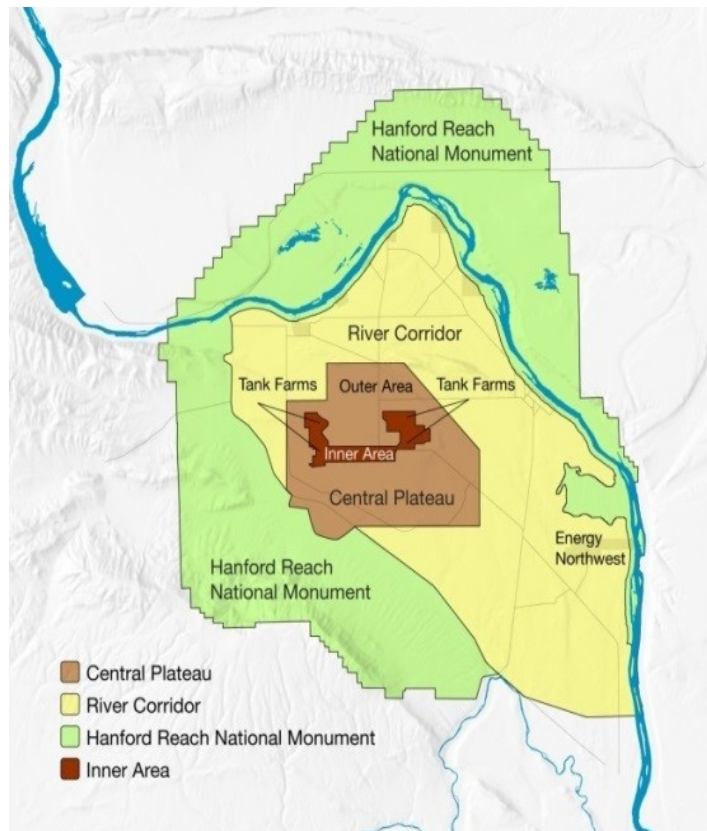 Hanford Reach
National Monument
River Corridor
Tank Farms
Outer Area
Tank Farms
Inner Area
Central Plateau
Energy
Northwest
Hanford Reach
National Monument
Central Plateau
River Corridor
Hanford Reach National Monument
Inner Area